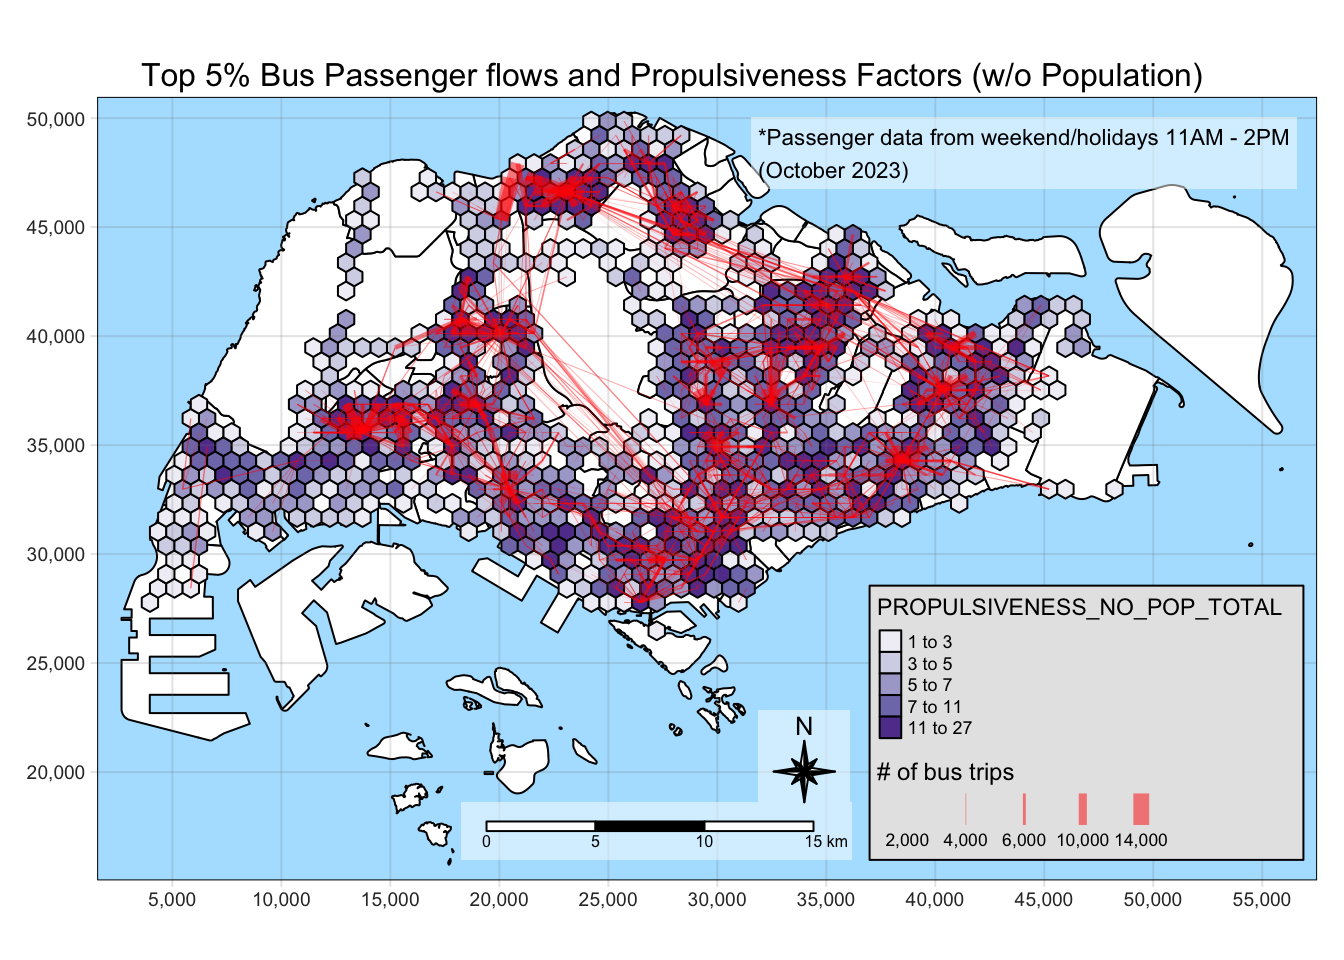 Top 5% Bus Passenger flows and Propulsiveness Factors (w/o Population)
*Passenger data from weekend/holidays 11AM - 2PM
(October 2023)
50,000
45,000
40,000
35,000
30,000
25,000
20,000
PROPULSIVENESS_NO_POP_TOTAL
1 to 3
3 to 5
5 to 7
7 to 11
11 to 27
# of bus trips
2,000 4,000 6,000 10,000 14,000
N
0 5 10 15 km
5,000 10,000 15,000 20,000 25,000 30,000 35,000 40,000 45,000 50,000 55,000